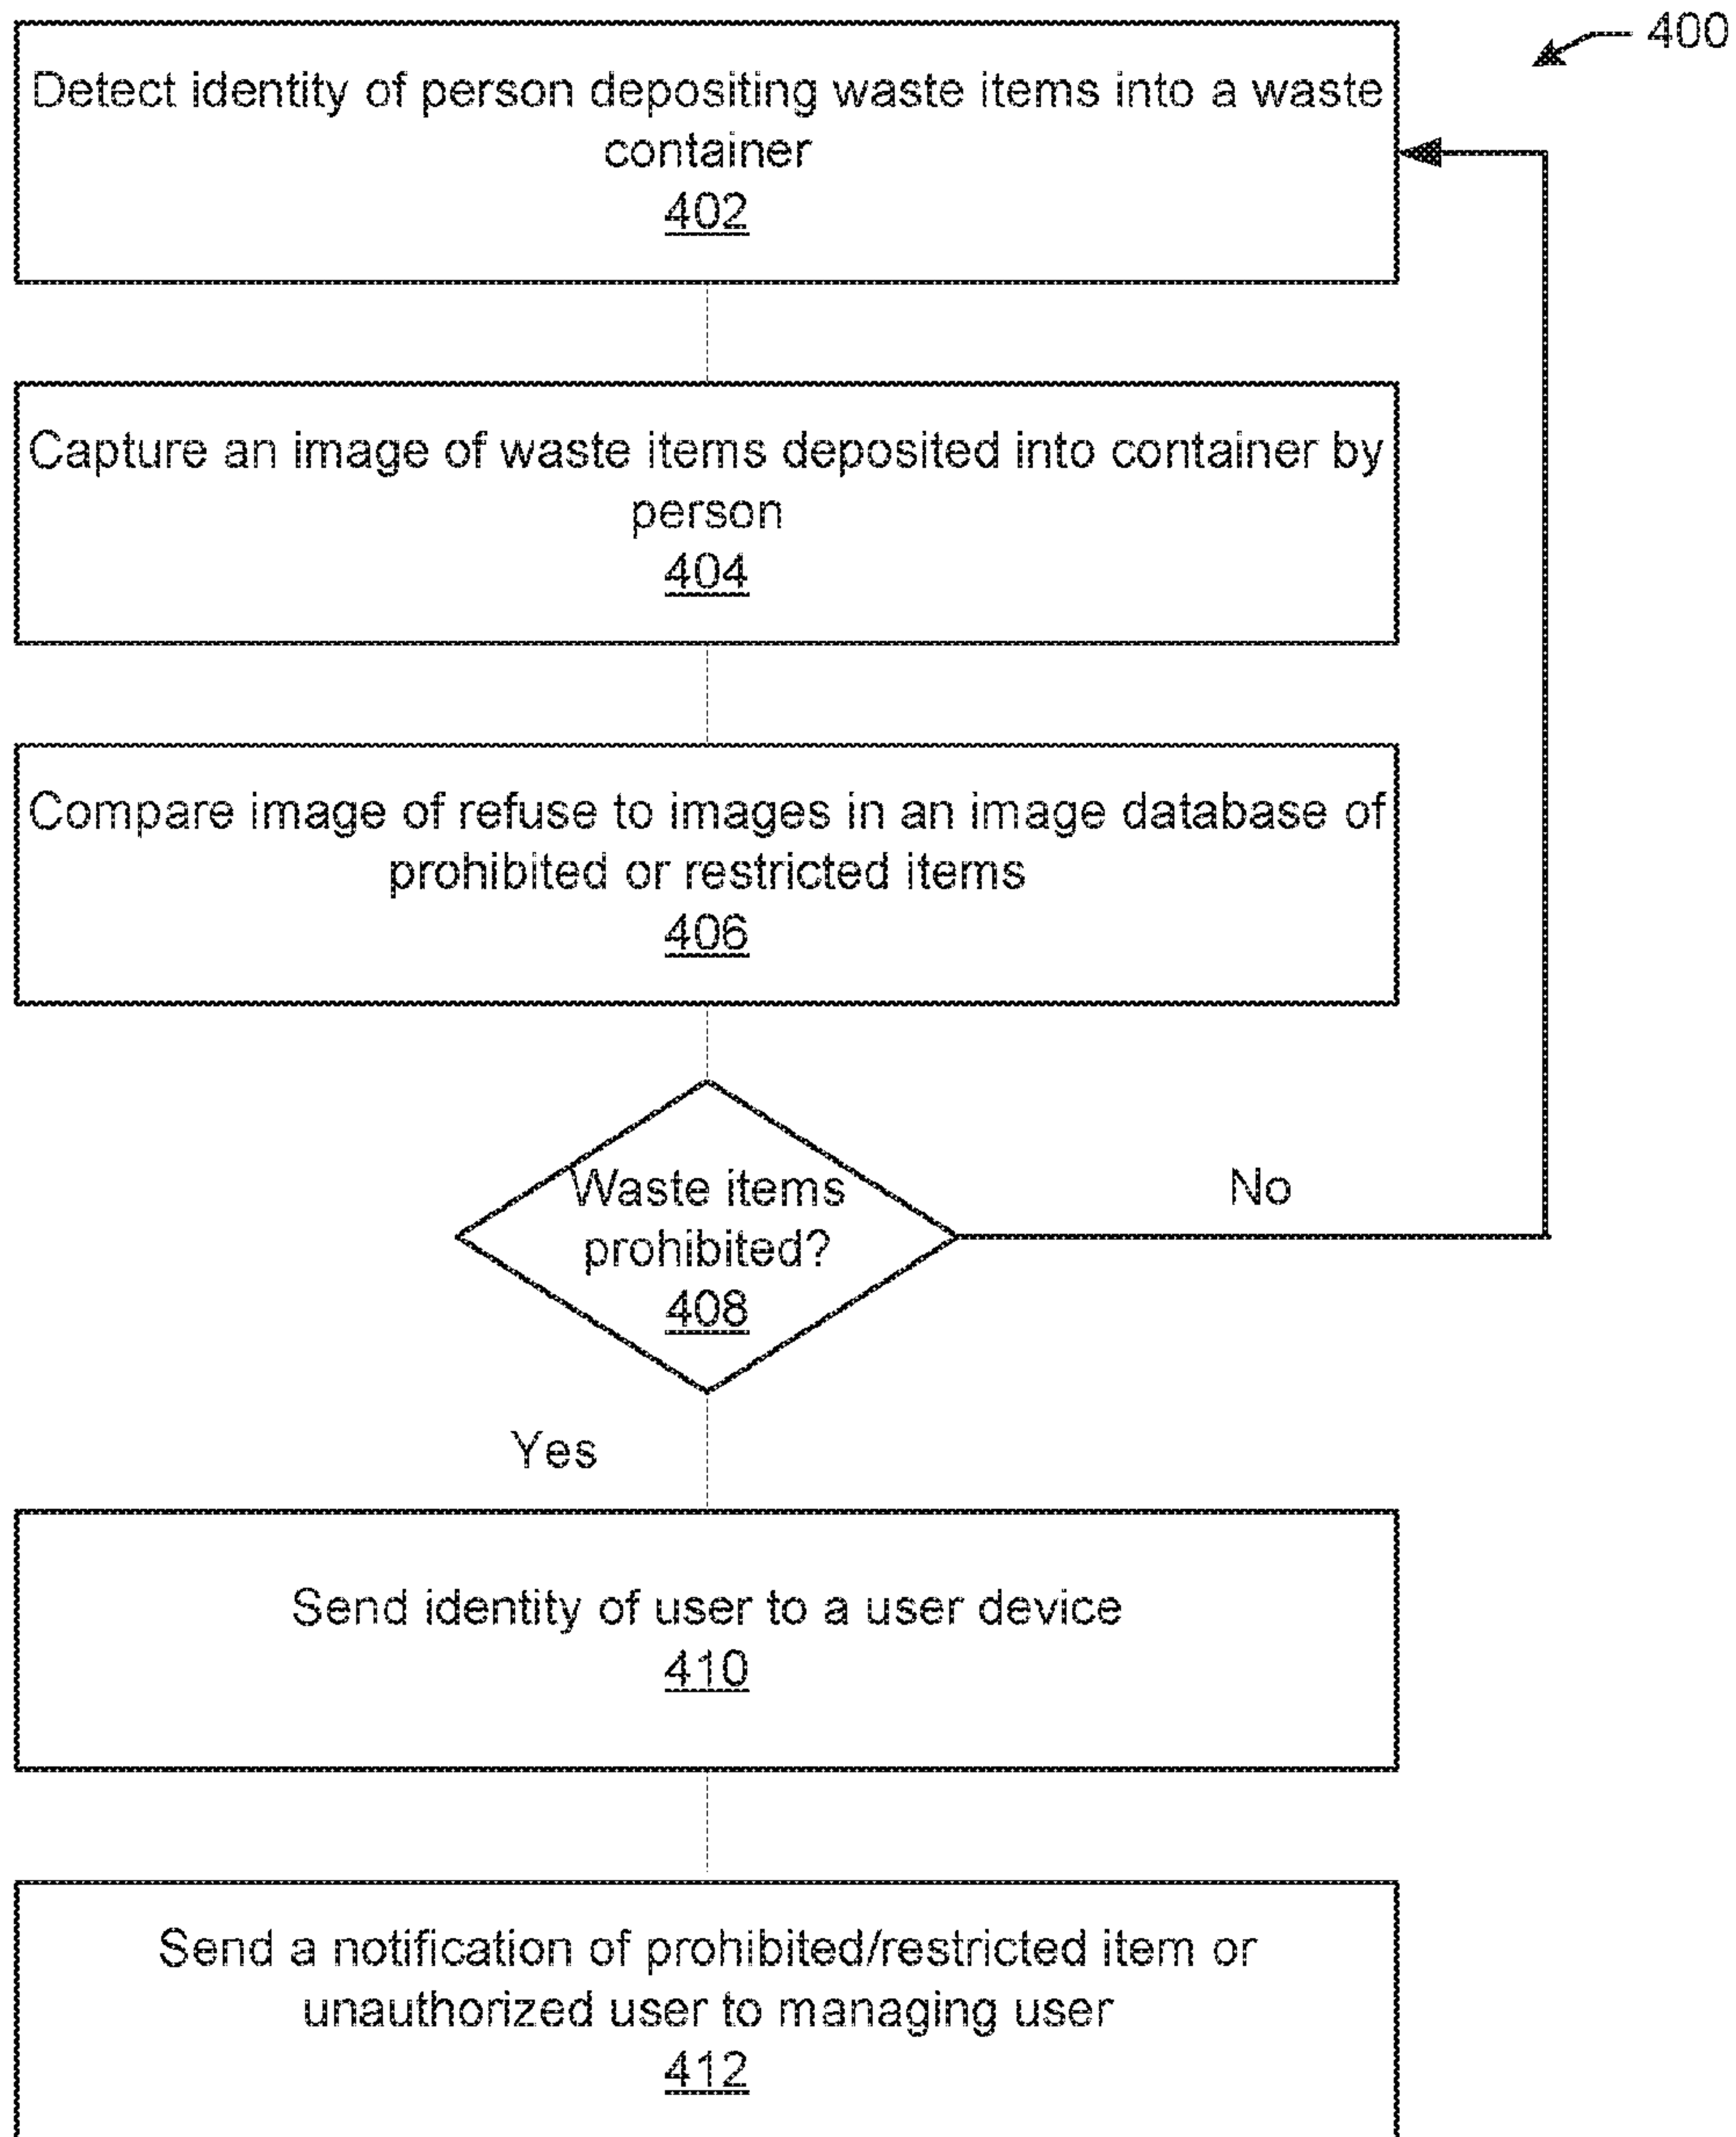 400
Detect identity of person depositing waste items into a waste
container
402
Capture an image of waste items deposited into container by
person
404
Compare image of refuse to images in an image database of
prohibited or restricted items
406
Waste items
prohibited?
408
No
Yes
Send identity of user to a user device
410
Send a notification of prohibited/restricted item or
unauthorized user to managing user
412